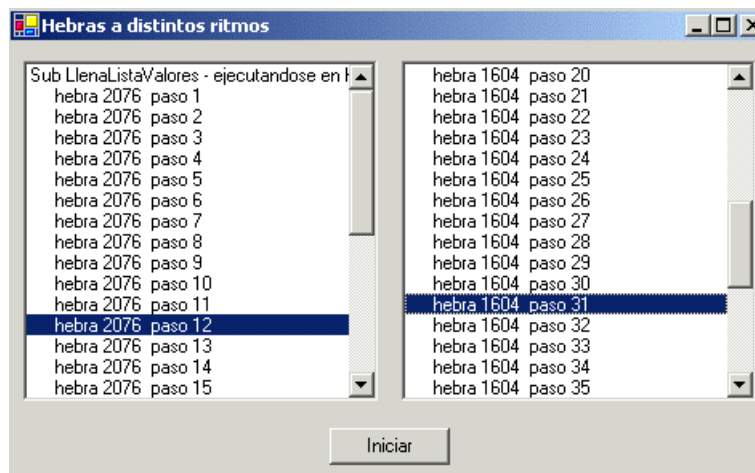 Hebras a distintos ritmos
Sub LlenaListaValores - ejecutandose en
hebra 2076 paso 1
hebra 2076 paso 2
hebra 2076 paso 3
hebra 2076 paso 4
hebra 2076 paso 5
hebra 2076 paso 6
hebra 2076 paso 7
hebra 2076 paso 8
hebra 2076 paso 9
hebra 2076 paso 10
hebra 2076 paso 11
hebra 2076 paso 12
hebra 2076 paso 13
hebra 2076 paso 14
hebra 2076 paso 15
hebra 1604 paso 20
hebra 1604 paso 21
hebra 1604 paso 22
hebra 1604 paso 23
hebra 1604 paso 24
hebra 1604 paso 25
hebra 1604 paso 26
hebra 1604 paso 27
hebra 1604 paso 28
hebra 1604 paso 29
hebra 1604 paso 30
hebra 1604 paso 31
hebra 1604 paso 32
hebra 1604 paso 33
hebra 1604 paso 34
hebra 1604 paso 35
Iniciar